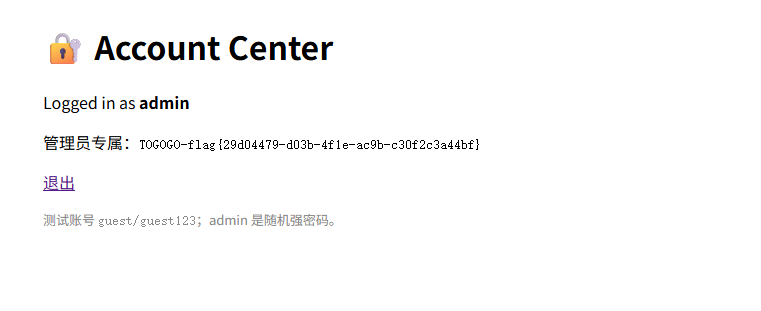 Account Center
Logged in as admin
管理员专属：TOGOGO-flag{29d04479-d03b-4f1e-ac9b-c30f2c3a44bf}
退出
测试账号 guest/guest123；admin 是随机强密码。